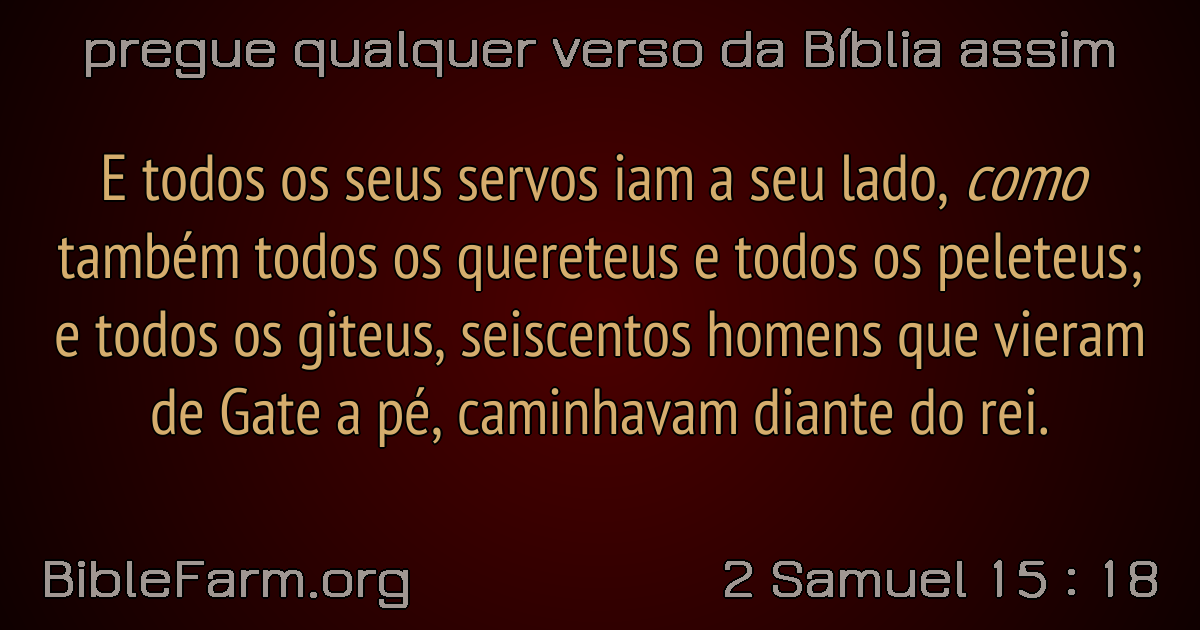 pregue qualquer verso da Bíblia assim
E todos os seus servos iam a seu lado, como
também todos os quereteus e todos os peleteus;
e todos os giteus, seiscentos homens que vieram
de Gate a pé, caminhavam diante do rei.
BibleFarm.org
2 Samuel 15 : 18